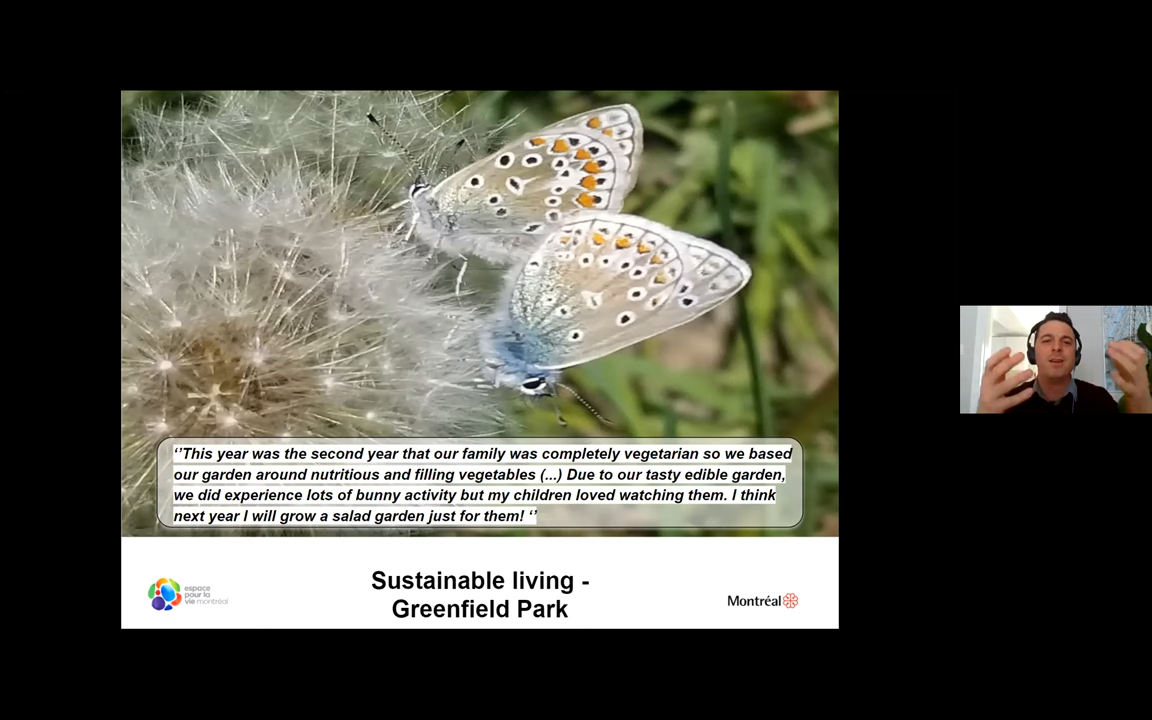 ‘’This year was the second year that our family was completely vegetarian so we based
our garden around nutritious and filling vegetables (...) Due to our tasty edible garden,
we did experience lots of bunny activity but my children loved watching them. I think
next year I will grow a salad garden just for them! ‘’
espace
pour la
vie montréal
Sustainable living -
Greenfield Park
Montréal